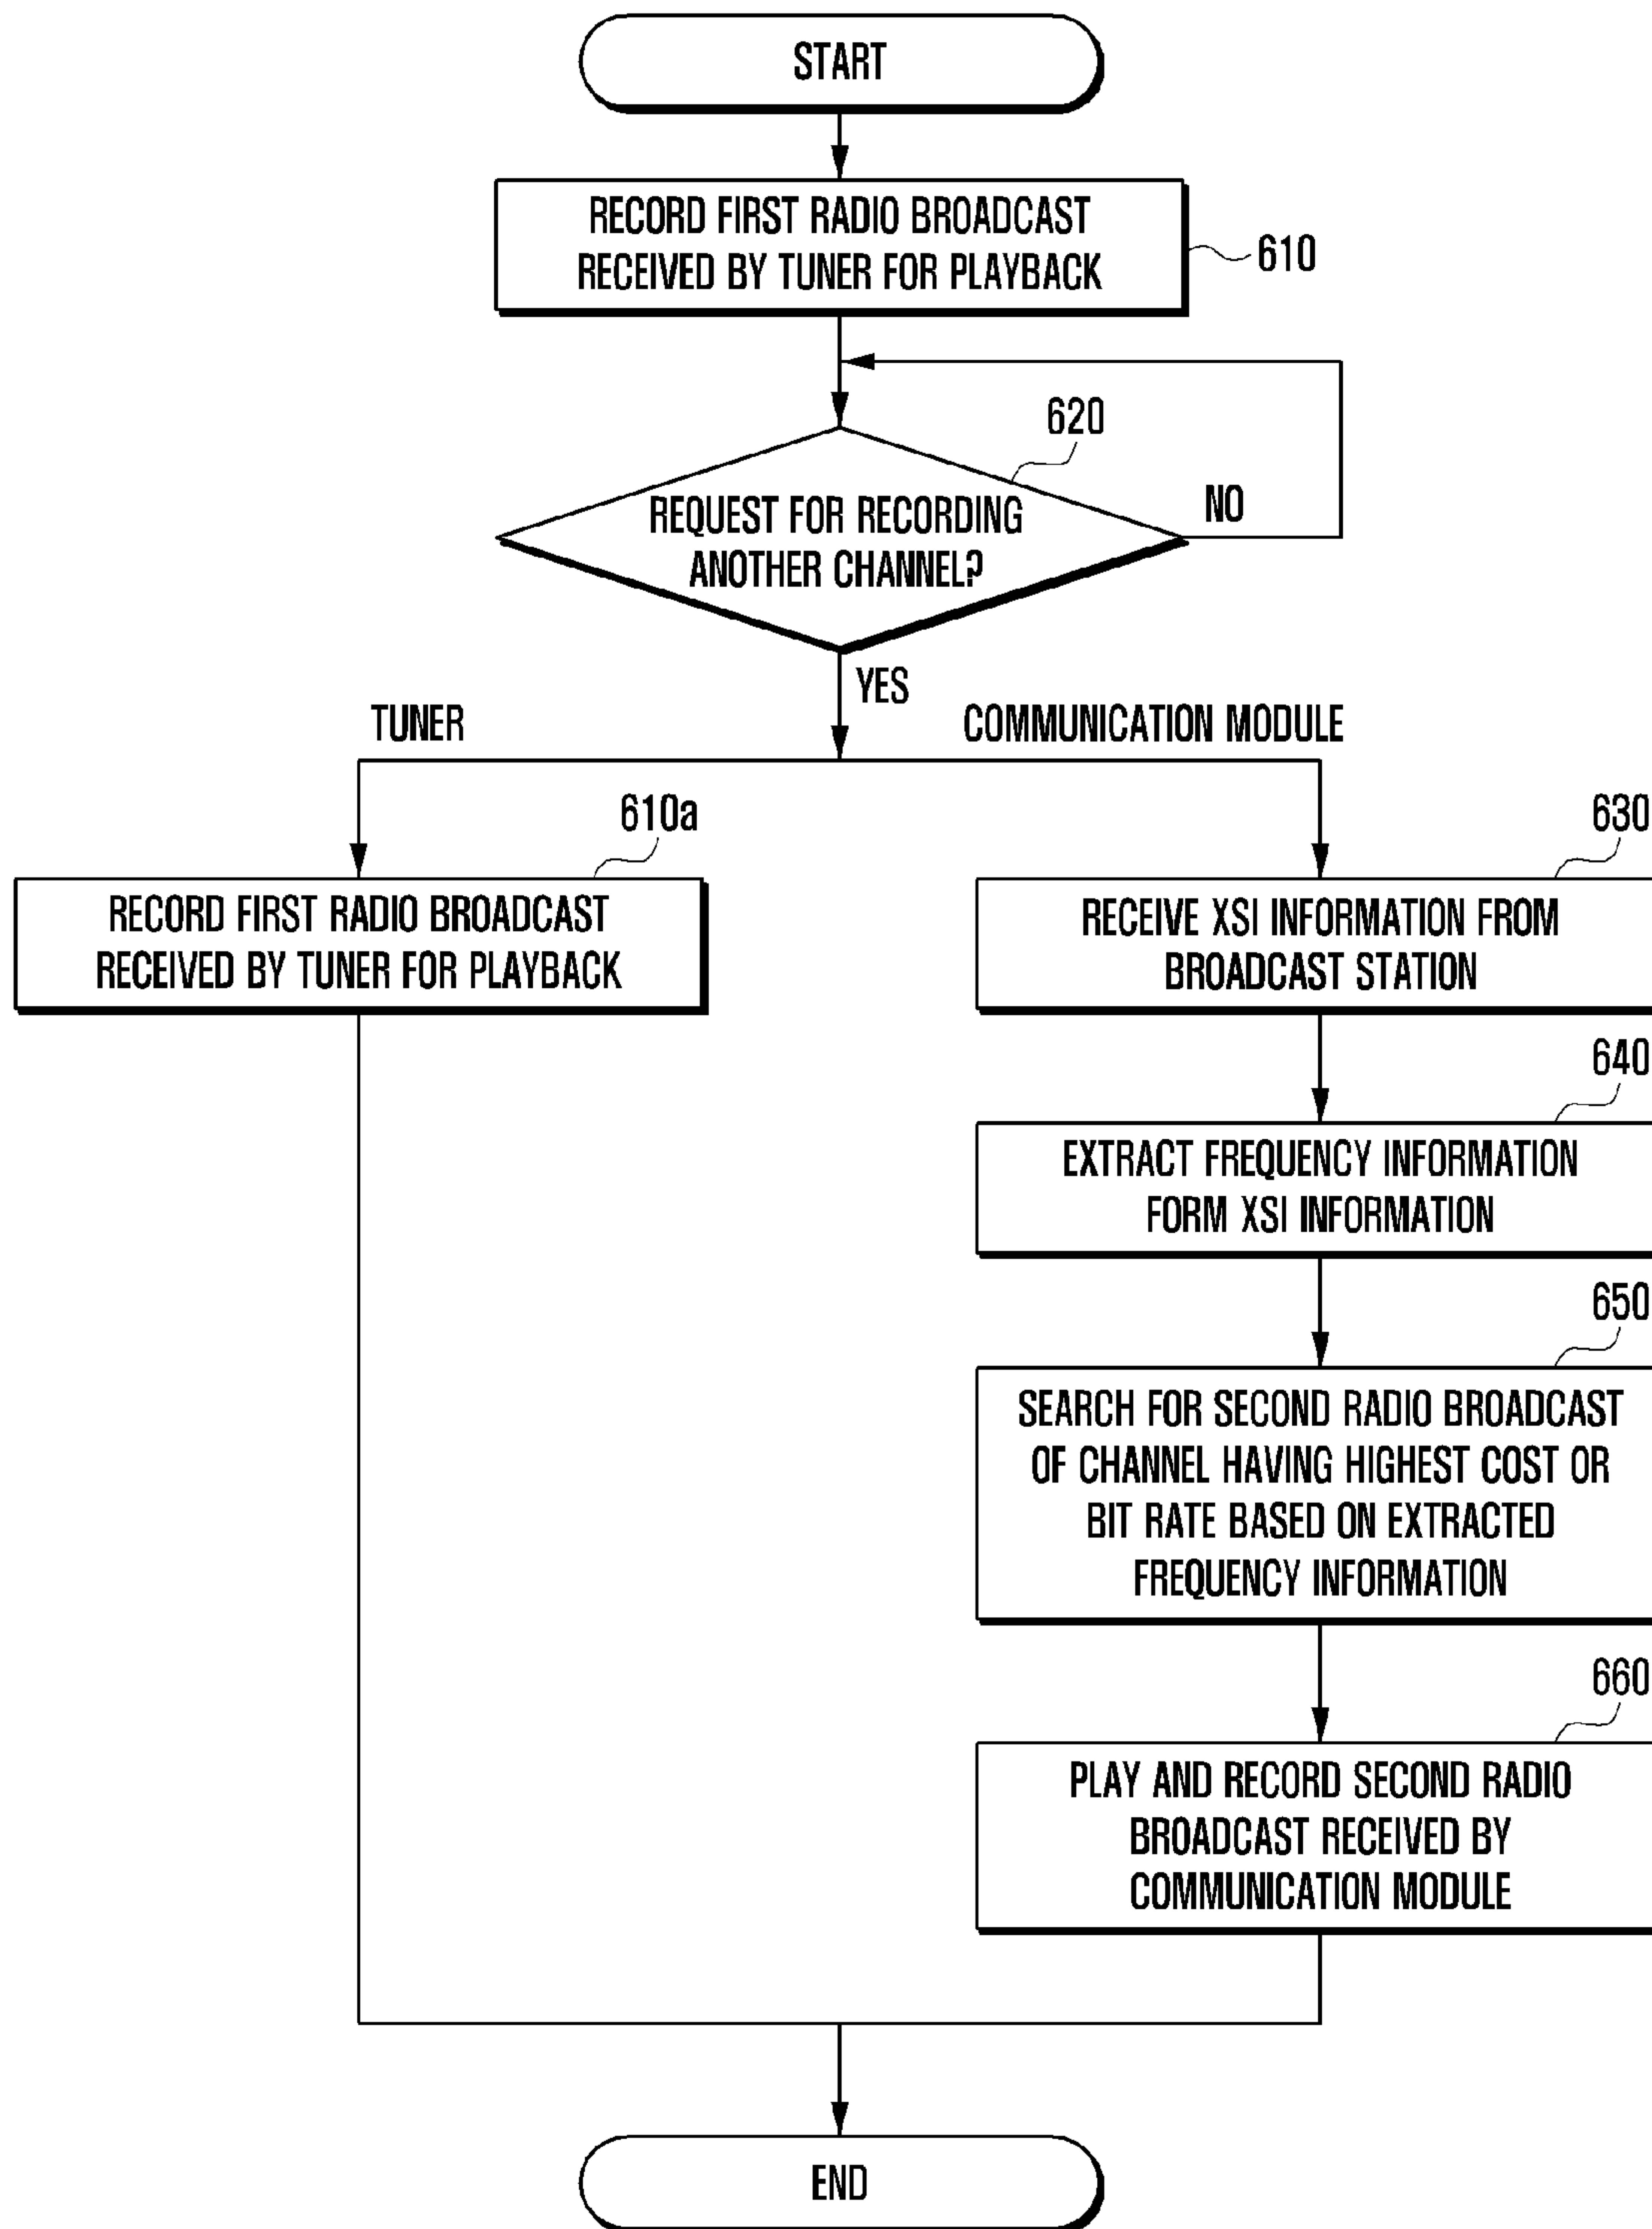 START
RECORD FIRST RADIO BROADCAST
RECEIVED BY TUNER FOR PLAYBACK
610
620
REQUEST FOR RECORDING
ANOTHER CHANNEL?
NO
YES
TUNER
COMMUNICATION MODULE
610a
RECORD FIRST RADIO BROADCAST
RECEIVED BY TUNER FOR PLAYBACK
630
RECEIVE XSI INFORMATION FROM
BROADCAST STATION
640
EXTRACT FREQUENCY INFORMATION
FORM XSI INFORMATION
650
SEARCH FOR SECOND RADIO BROADCAST
OF CHANNEL HAVING HIGHEST COST OR
BIT RATE BASED ON EXTRACTED
FREQUENCY INFORMATION
660
PLAY AND RECORD SECOND RADIO
BROADCAST RECEIVED BY
COMMUNICATION MODULE
END